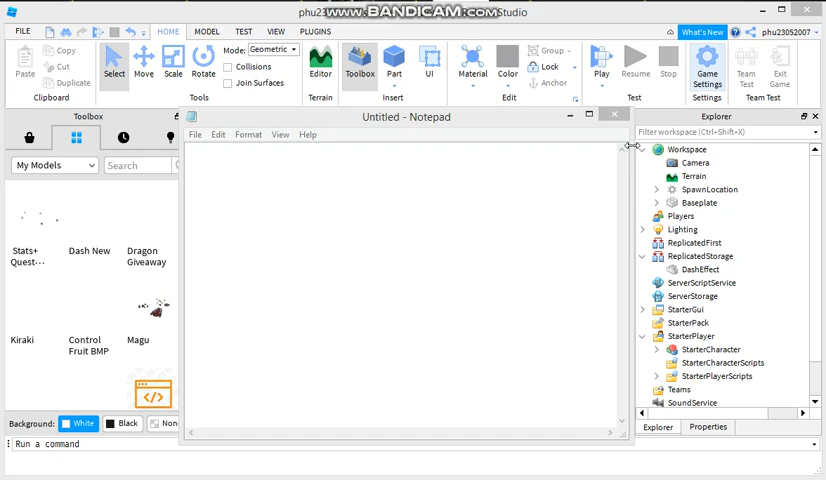 phu23
www.BANDICAM.com
Studio
FILE
HOME
MODEL
TEST
VIEW
PLUGINS
What's New
phu23052007
Paste
Copy
Cut
Duplicate
Clipboard
Select
Move
Scale
Rotate
Mode: Geometric
Collisions
Join Surfaces
Tools
Editor
Terrain
Toolbox
Part
UI
Insert
Material
Color
Group
Lock
Anchor
Edit
Play
Resume
Stop
Test
Game
Settings
Settings
Team
Test
Exit
Game
Team Test
Toolbox
My Models
Search
Stats+
Quest...
Dash New
Dragon
Giveaway
Kiraki
Control
Fruit BMP
Magu
Background:
White
Black
None
Run a command
Untitled - Notepad
File
Edit
Format
View
Help
Explorer
Filter workspace (Ctrl+Shift+X)
Workspace
Camera
Terrain
SpawnLocation
Baseplate
Players
Lighting
ReplicatedFirst
ReplicatedStorage
DashEffect
ServerScriptService
ServerStorage
StarterGui
StarterPack
StarterPlayer
StarterCharacter
StarterCharacterScripts
StarterPlayerScripts
Teams
SoundService
Explorer
Properties